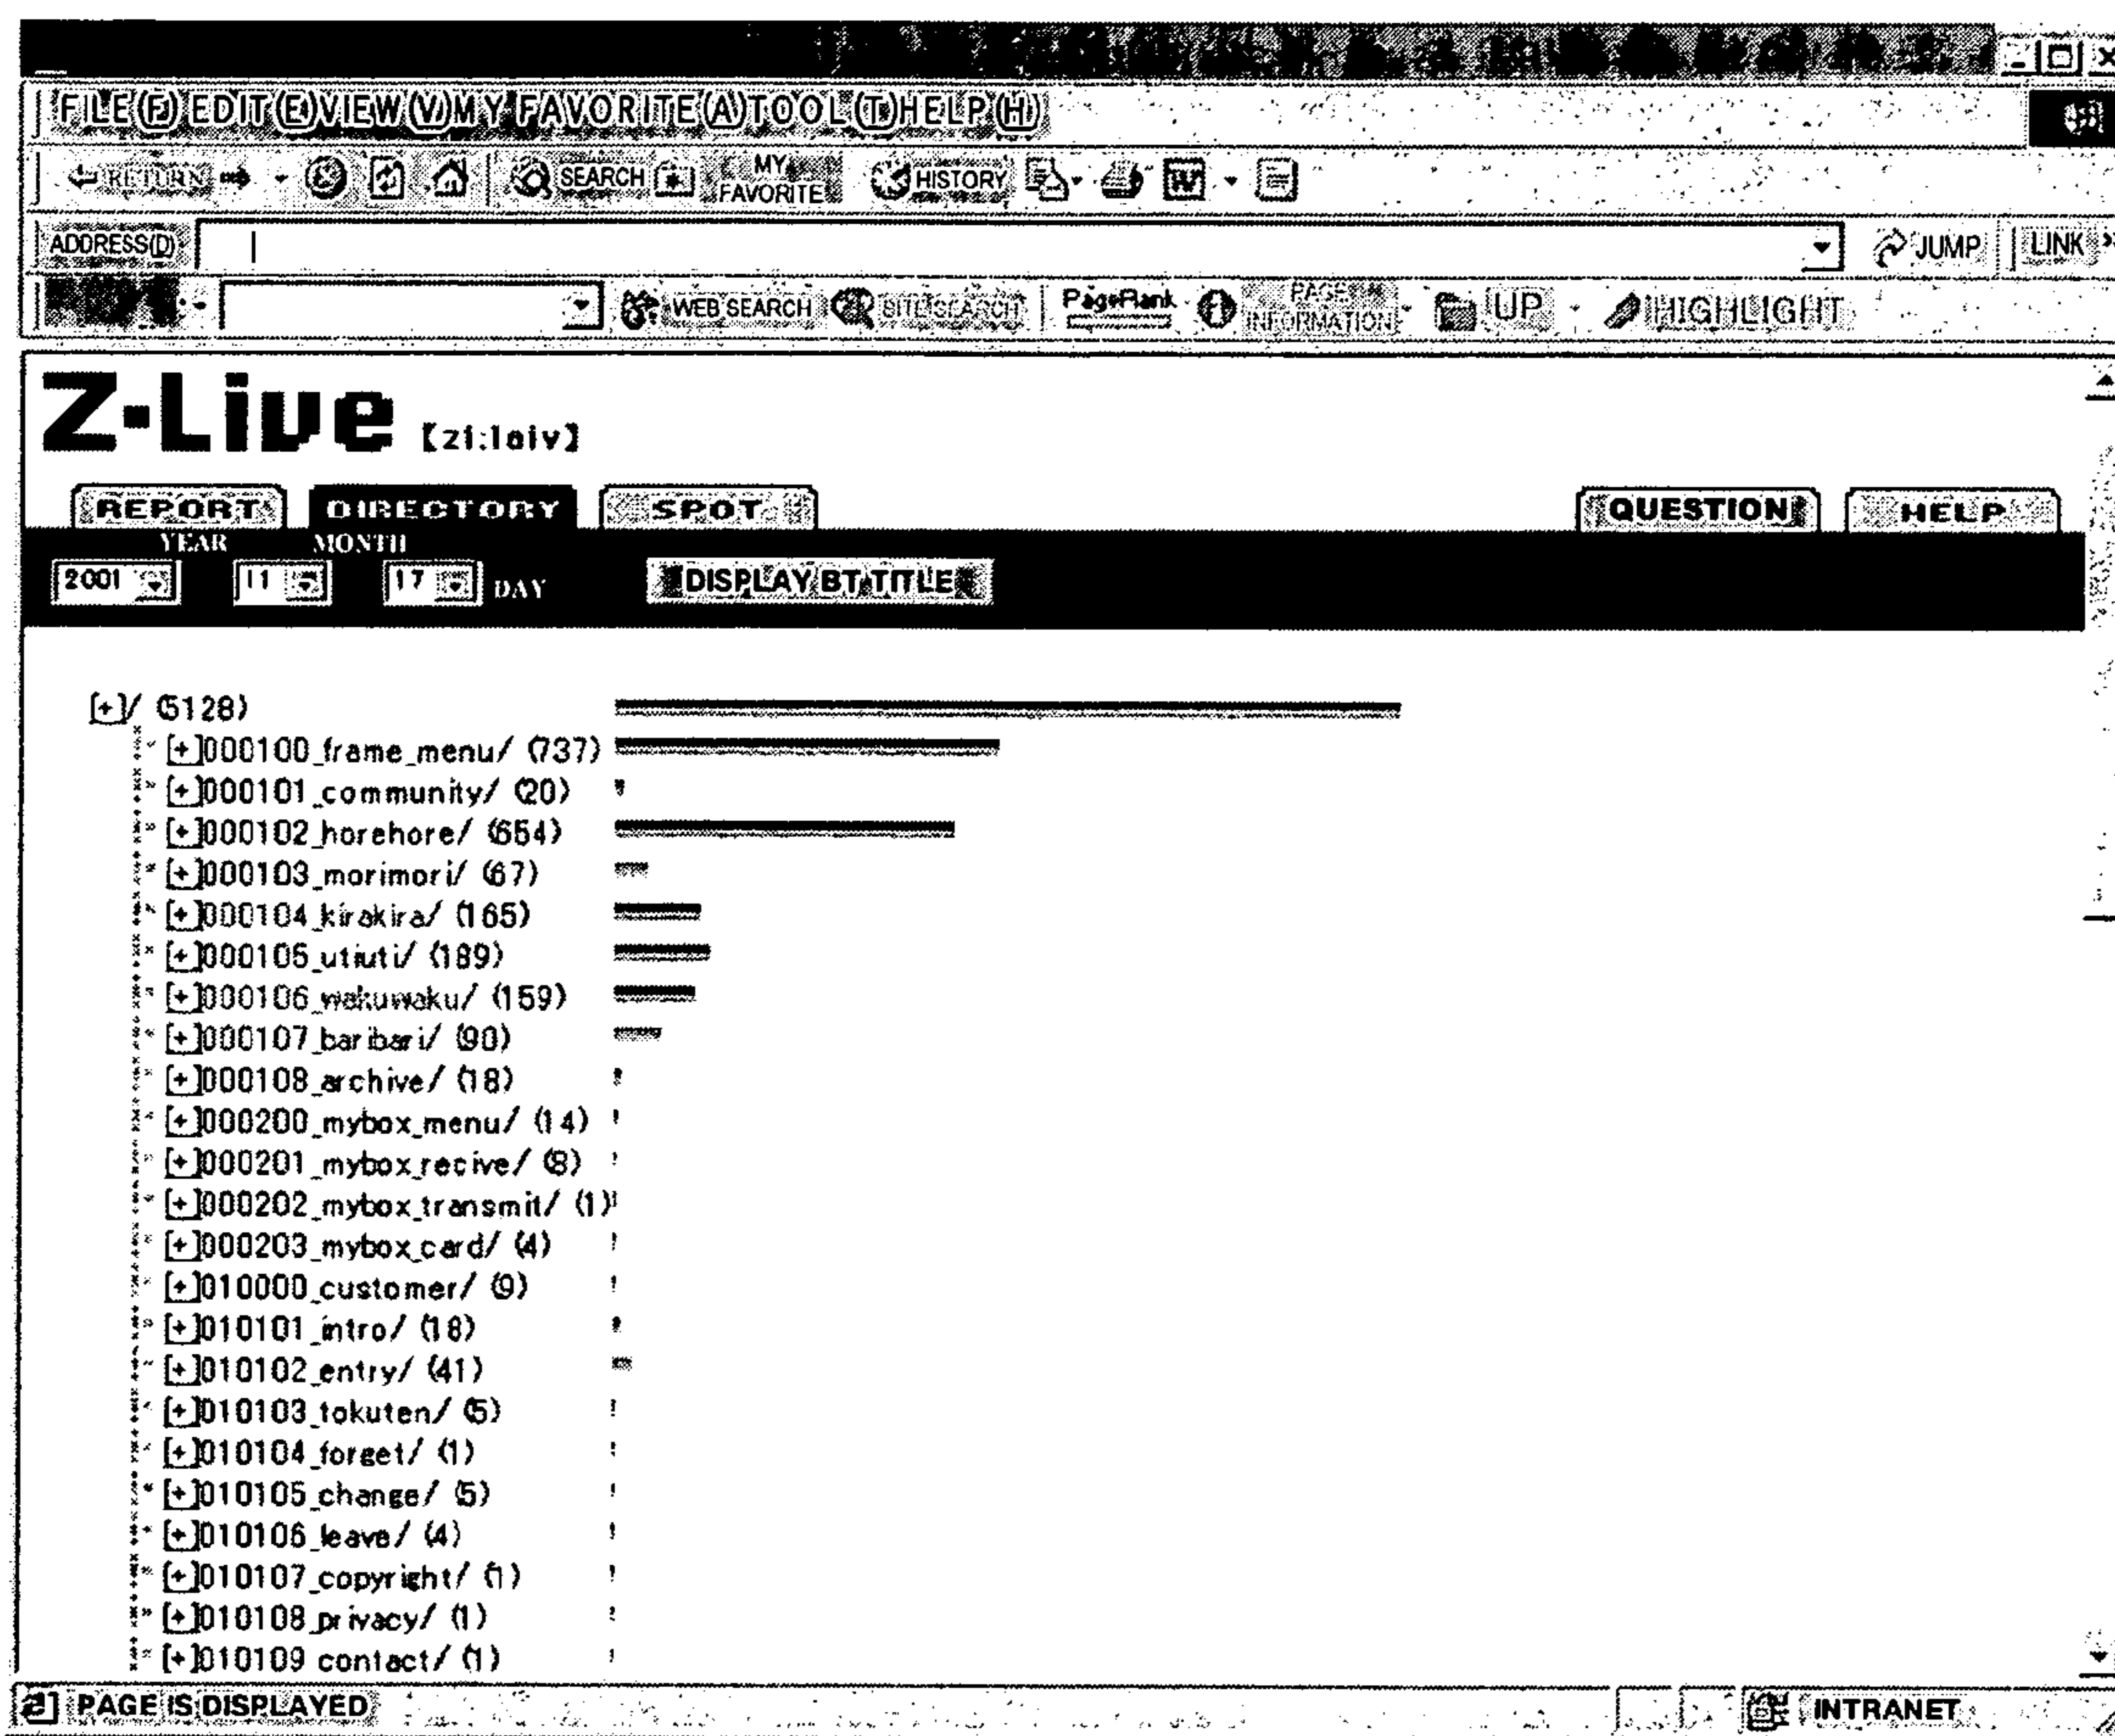 FILE(F) EDIT(E) VIEW(V) MY FAVORITE(A) TOOL(T) HELP(H)
RETURN SEARCH MY FAVORITE HISTORY
ADDRESS(D) JUMP LINK
WEB SEARCH SITE SEARCH PageRank PAGE INFORMATION UP HIGHLIGHT
Z-Live 【zi:laiv】
REPORT DIRECTORY SPOT QUESTION HELP
YEAR MONTH
2001 11 17 DAY DISPLAY BT TITLE
[+]/ (5128)
[+]000100_frame_menu/ (737)
[+]000101_community/ (20)
[+]000102_horehore/ (654)
[+]000103_morimori/ (67)
[+]000104_kirakira/ (165)
[+]000105_utiuti/ (189)
[+]000106_wakuwaku/ (159)
[+]000107_baribari/ (90)
[+]000108_archive/ (18)
[+]000200_mybox_menu/ (14)
[+]000201_mybox_recive/ (8)
[+]000202_mybox_transmit/ (1)
[+]000203_mybox_card/ (4)
[+]010000_customer/ (9)
[+]010101_intro/ (18)
[+]010102_entry/ (41)
[+]010103_tokuten/ (5)
[+]010104_forget/ (1)
[+]010105_change/ (5)
[+]010106_leave/ (4)
[+]010107_copyright/ (1)
[+]010108_privacy/ (1)
[+]010109 contact/ (1)
PAGE IS DISPLAYED INTRANET